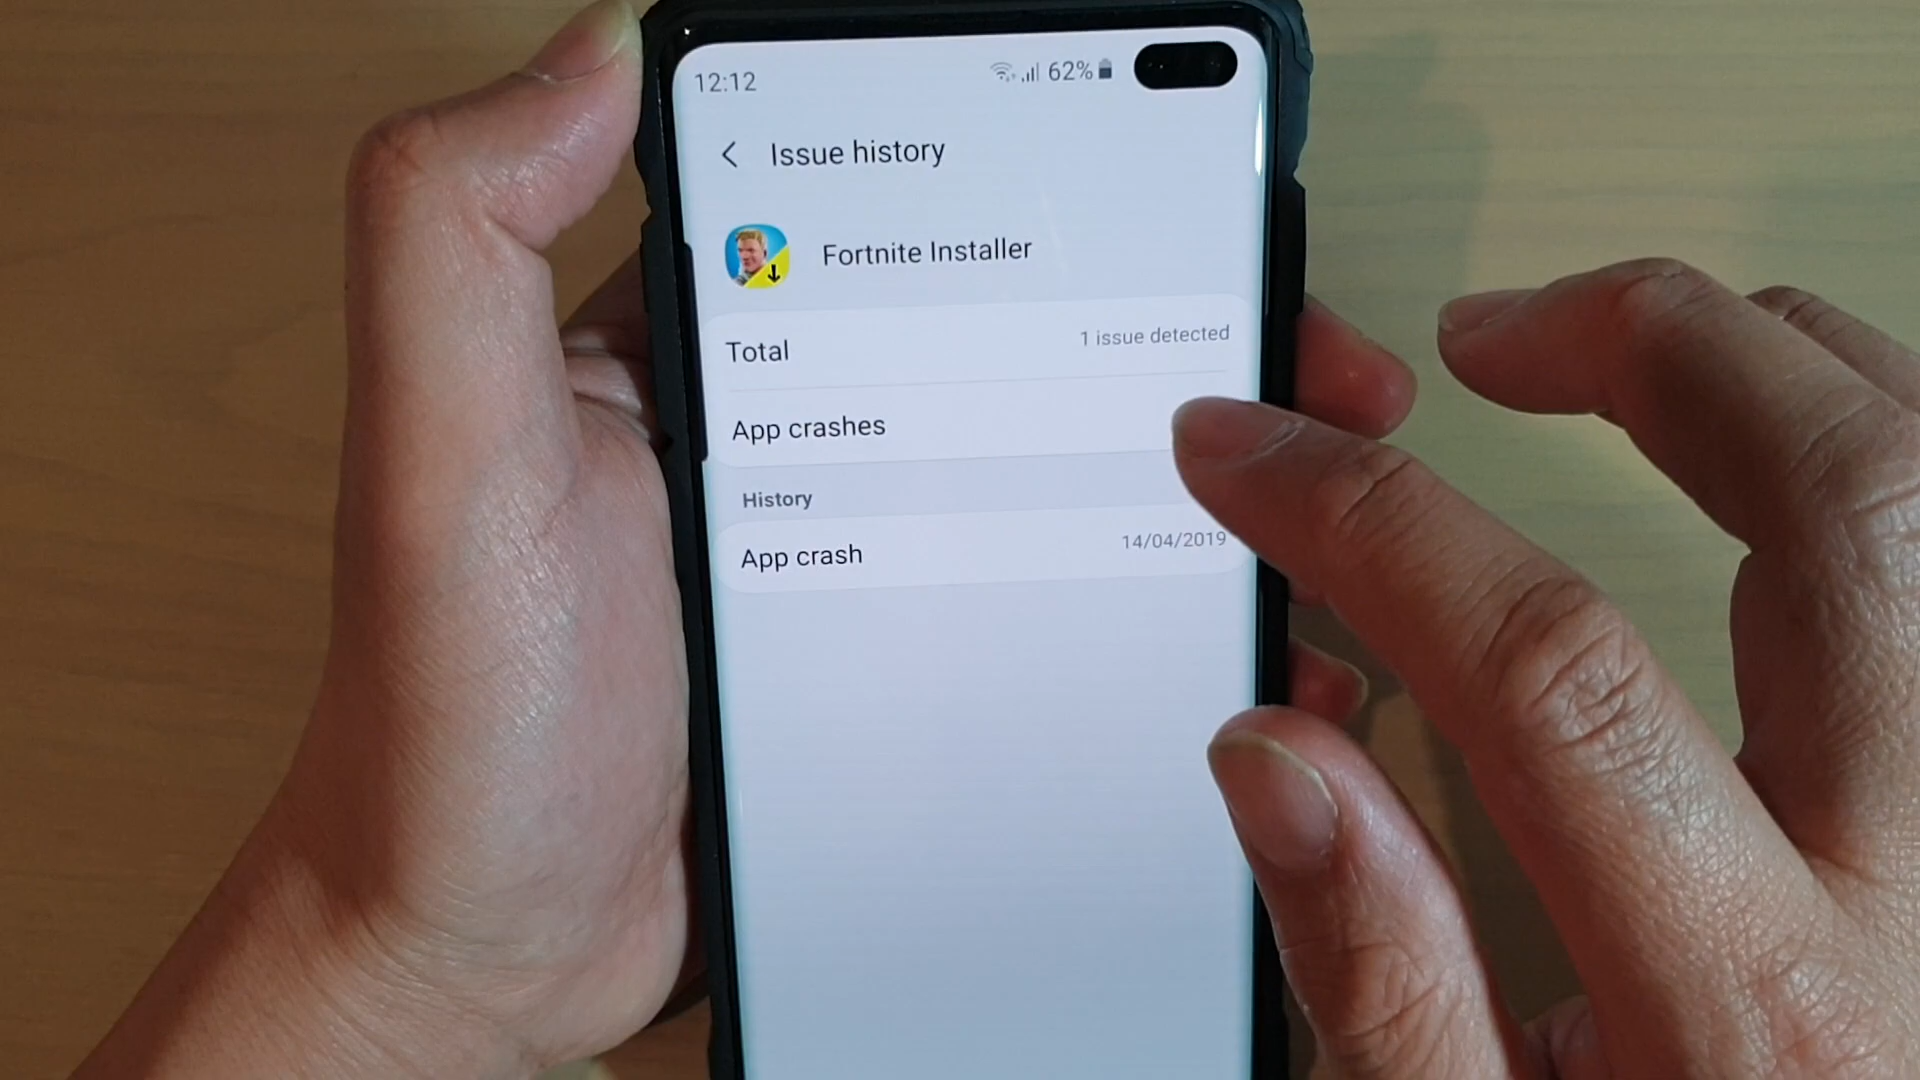 12:12
62%
Issue history
Fortnite Installer
Total
1 issue detected
App crashes
History
App crash
14/04/2019